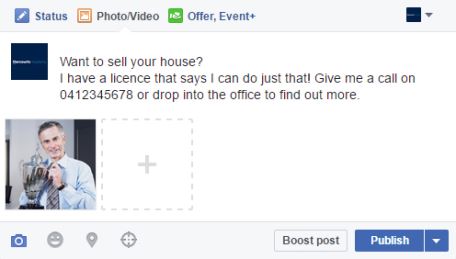 Status Photo/Video Offer, Event+
Want to sell your house?
I have a licence that says I can do just that! Give me a call on
0412345678 or drop into the office to find out more.
Boost post Publish